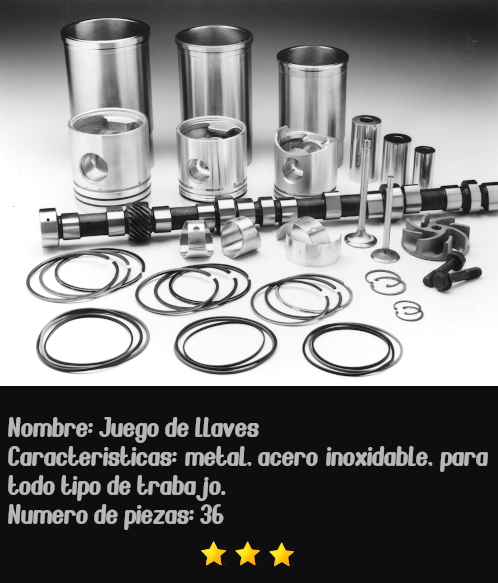 Nombre: Juego de LLaves
Caracteristicas: metal, acero inoxidable, para
todo tipo de trabajo.
Numero de piezas: 36